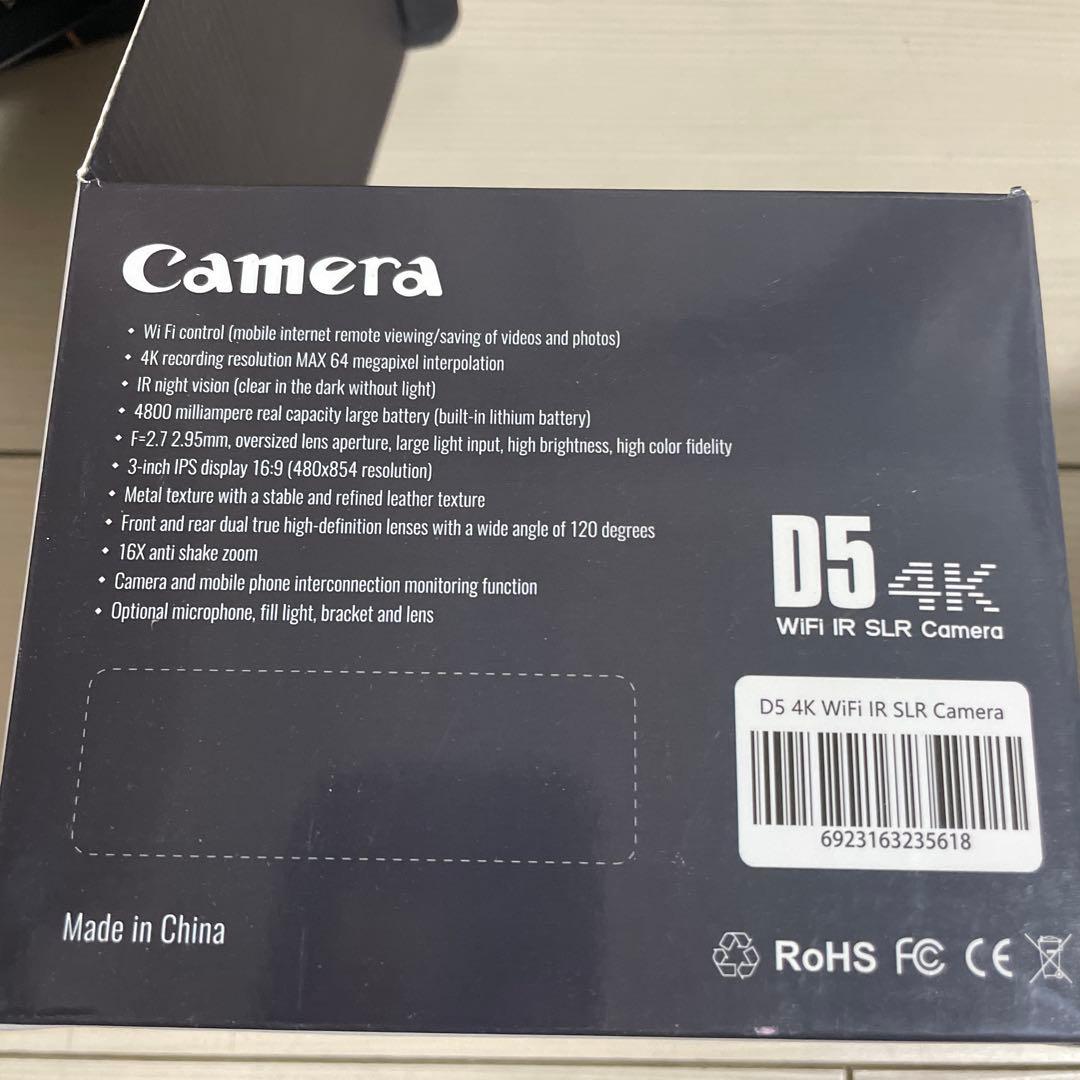 Camera
• Wi Fi control (mobile internet remote viewing/saving of videos and photos)
• 4K recording resolution MAX 64 megapixel interpolation
• IR night vision (clear in the dark without light)
• 4800 milliampere real capacity large battery (built-in lithium battery)
• F=2.7 2.95mm, oversized lens aperture, large light input, high brightness, high color fidelity
• 3-inch IPS display 16:9 (480x854 resolution)
• Metal texture with a stable and refined leather texture
• Front and rear dual true high-definition lenses with a wide angle of 120 degrees
• 16X anti shake zoom
• Camera and mobile phone interconnection monitoring function
• Optional microphone, fill light, bracket and lens
D5 4K
WiFi IR SLR Camera
D5 4K WiFi IR SLR Camera
6923163235618
Made in China
RoHS FC CE